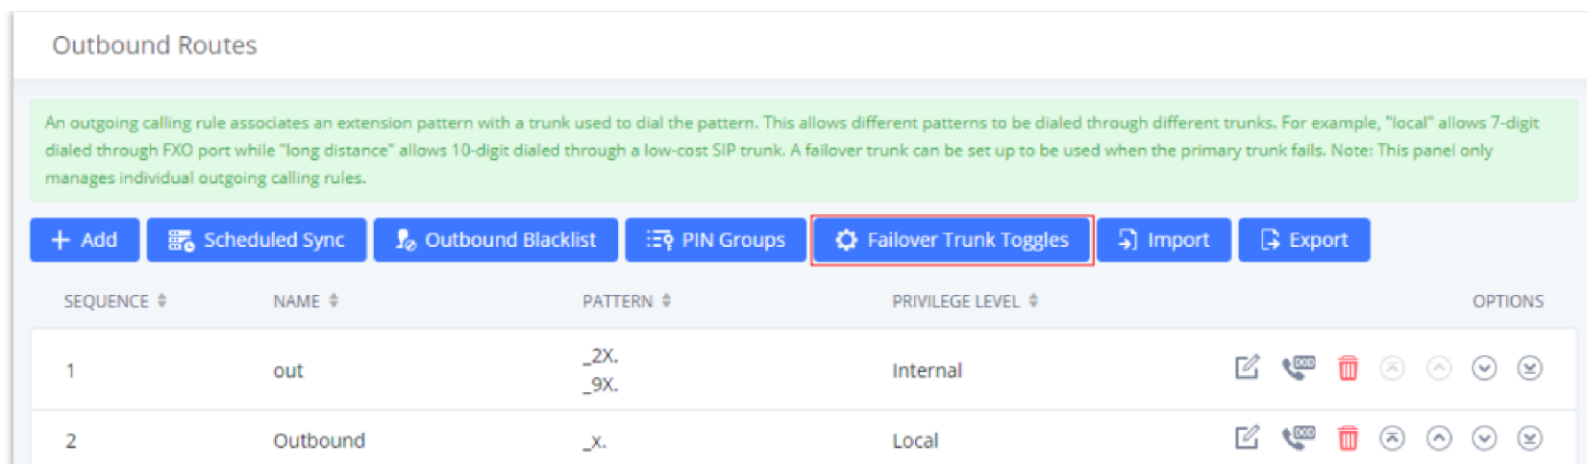 Outbound Routes
An outgoing calling rule associates an extension pattern with a trunk used to dial the pattern. This allows different patterns to be dialed through different trunks. For example, "local" allows 7-digit
dialed through FXO port while "long distance" allows 10-digit dialed through a low-cost SIP trunk. A failover trunk can be set up to be used when the primary trunk fails. Note: This panel only
manages individual outgoing calling rules.
+ Add Scheduled Sync Outbound Blacklist PIN Groups Failover Trunk Toggles Import Export
SEQUENCE NAME PATTERN PRIVILEGE LEVEL OPTIONS
1 out _2X. Internal DOD
_9X.
2 Outbound _x. Local DOD